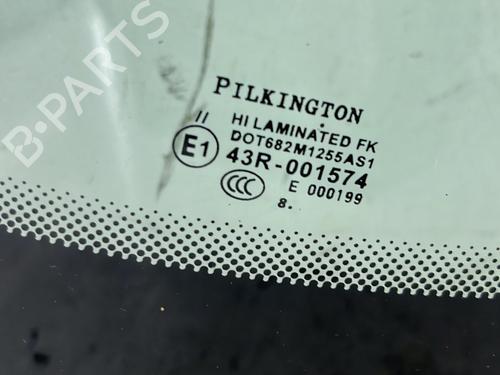 PILKINGTON
II HI LAMINATED FK
DOT682M1255AS1
E1 43R-001574
CCC E 000199
8.
B-PARTS